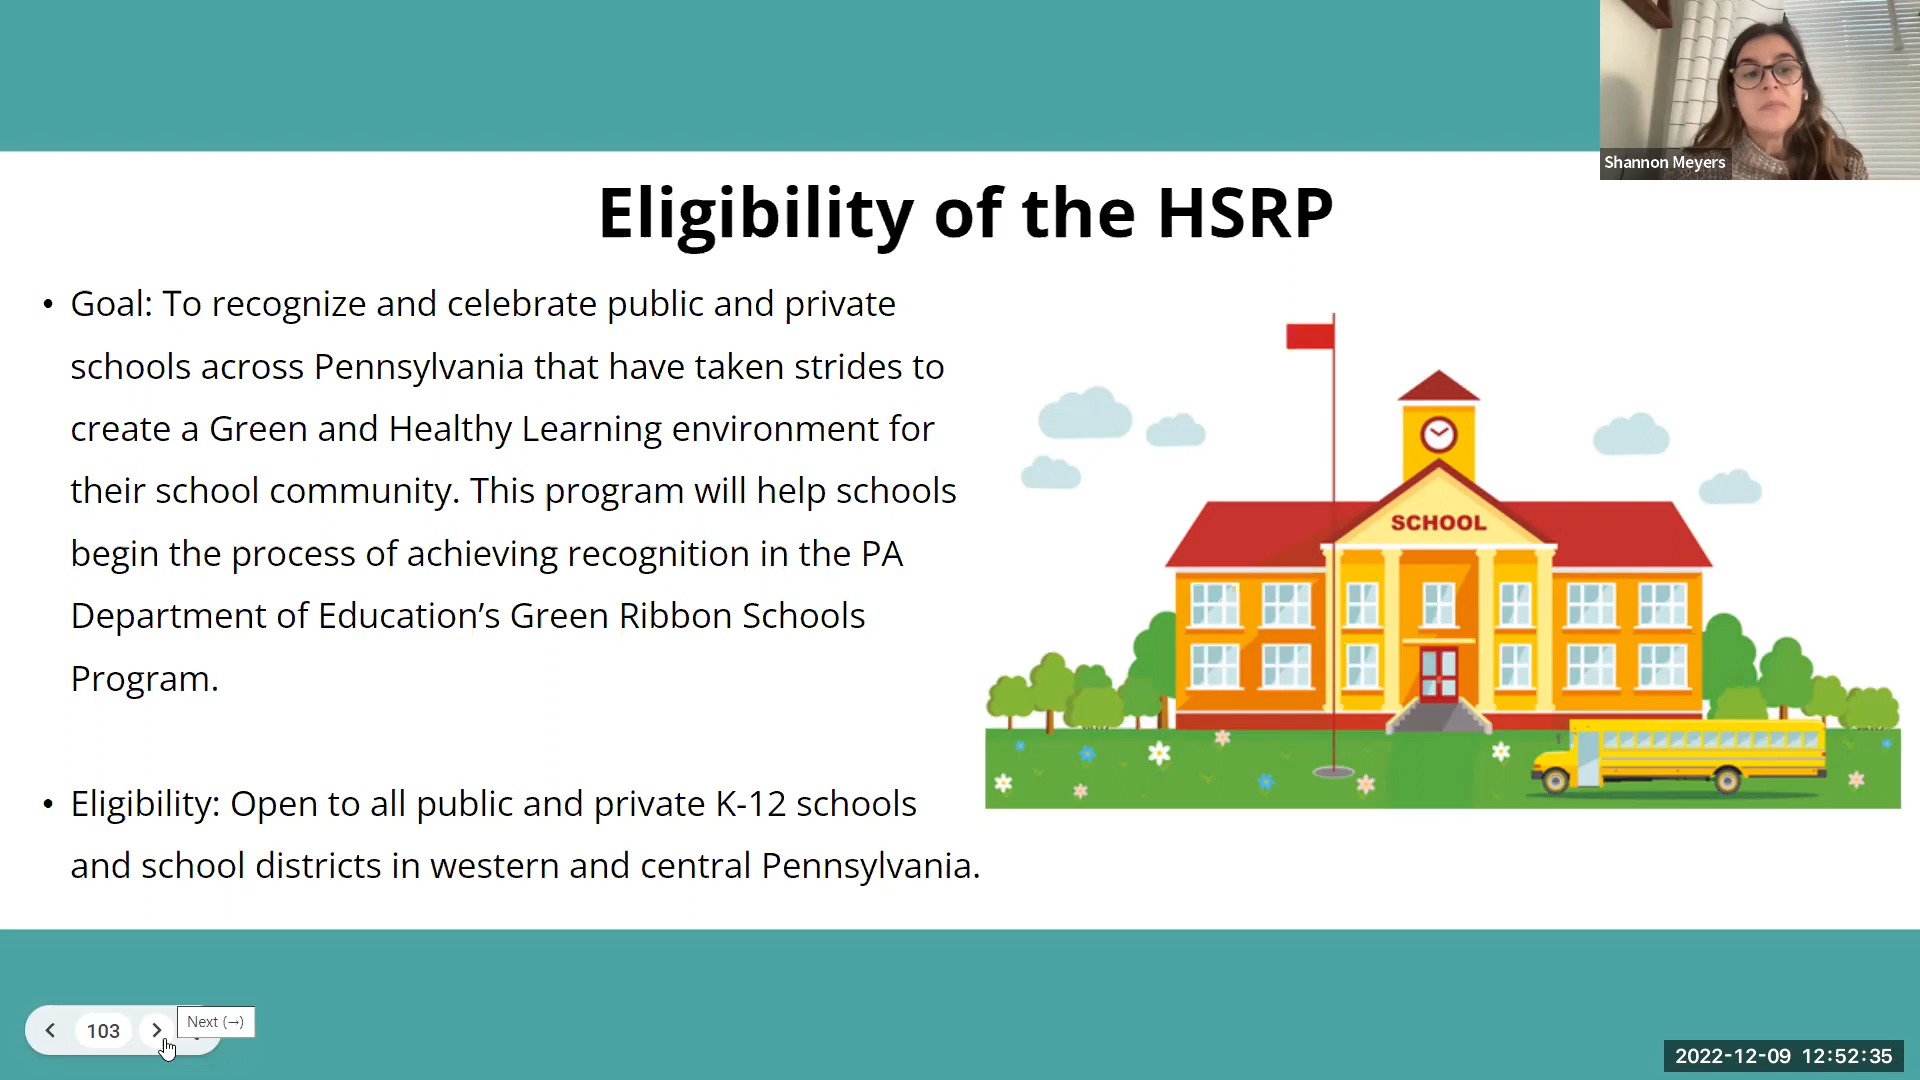 Shannon Meyers
Eligibility of the HSRP
• Goal: To recognize and celebrate public and private
schools across Pennsylvania that have taken strides to
create a Green and Healthy Learning environment for
their school community. This program will help schools
begin the process of achieving recognition in the PA
Department of Education’s Green Ribbon Schools
Program.
• Eligibility: Open to all public and private K-12 schools
and school districts in western and central Pennsylvania.
SCHOOL
103
Next (→)
2022-12-09 12:52:35